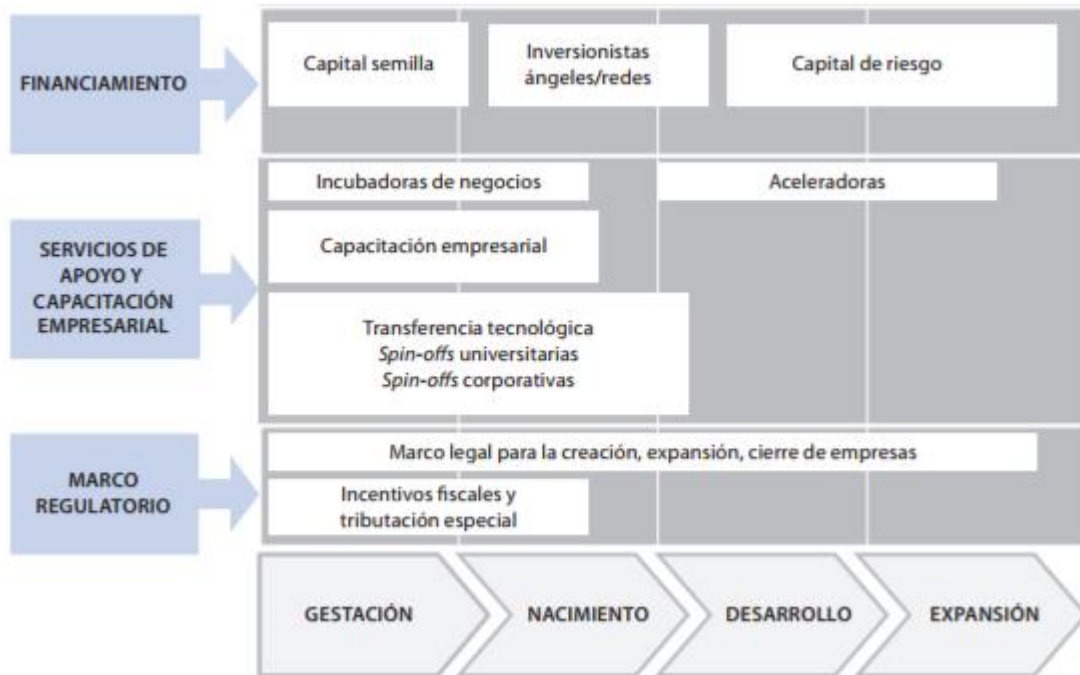 FINANCIAMIENTO
Capital semilla
Inversionistas
ángeles/redes
Capital de riesgo
SERVICIOS DE
APOYO Y
CAPACITACIÓN
EMPRESARIAL
Incubadoras de negocios
Aceleradoras
Capacitación empresarial
Transferencia tecnológica
Spin-offs universitarias
Spin-offs corporativas
MARCO
REGULATORIO
Marco legal para la creación, expansión, cierre de empresas
Incentivos fiscales y
tributación especial
GESTACIÓN
NACIMIENTO
DESARROLLO
EXPANSIÓN